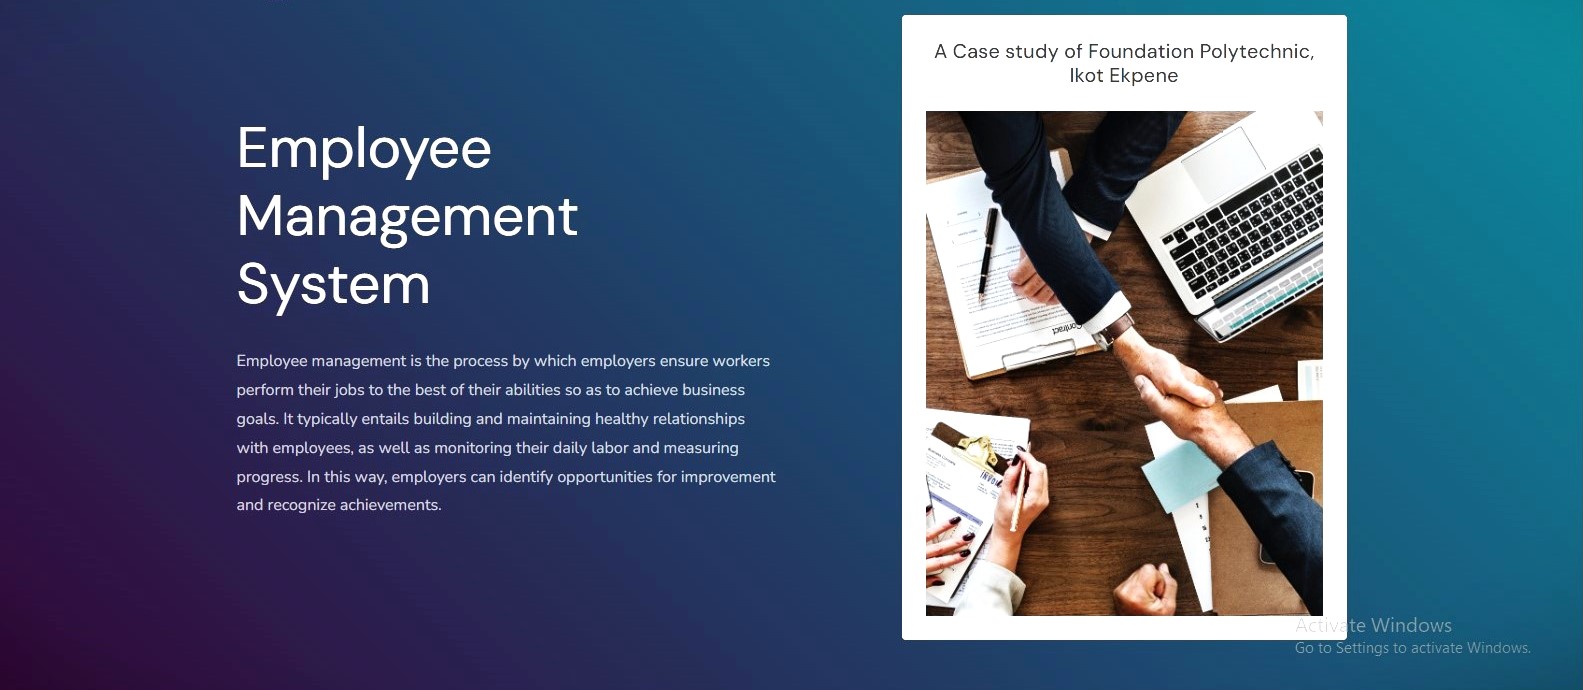 Employee
Management
System
Employee management is the process by which employers ensure workers
perform their jobs to the best of their abilities so as to achieve business
goals. It typically entails building and maintaining healthy relationships
with employees, as well as monitoring their daily labor and measuring
progress. In this way, employers can identify opportunities for improvement
and recognize achievements.
A Case study of Foundation Polytechnic,
Ikot Ekpene
Contract
Activate Windows
Go to Settings to activate Windows.